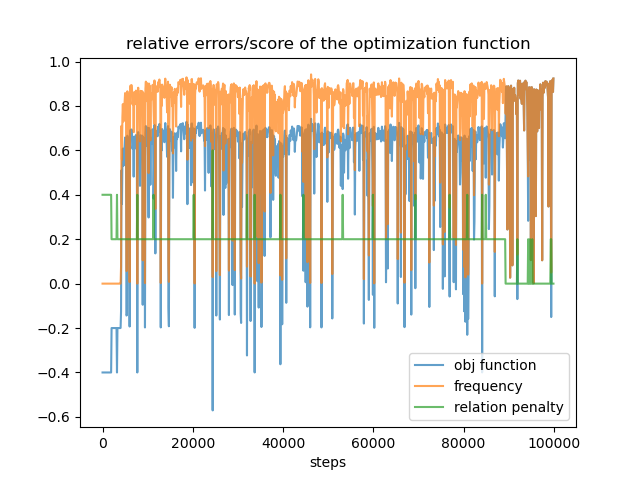 relative errors/score of the optimization function
1.0
0.8
0.6
0.4
0.2
0.0
−0.2
−0.4
−0.6
0 20000 40000 60000 80000 100000
steps
obj function
frequency
relation penalty